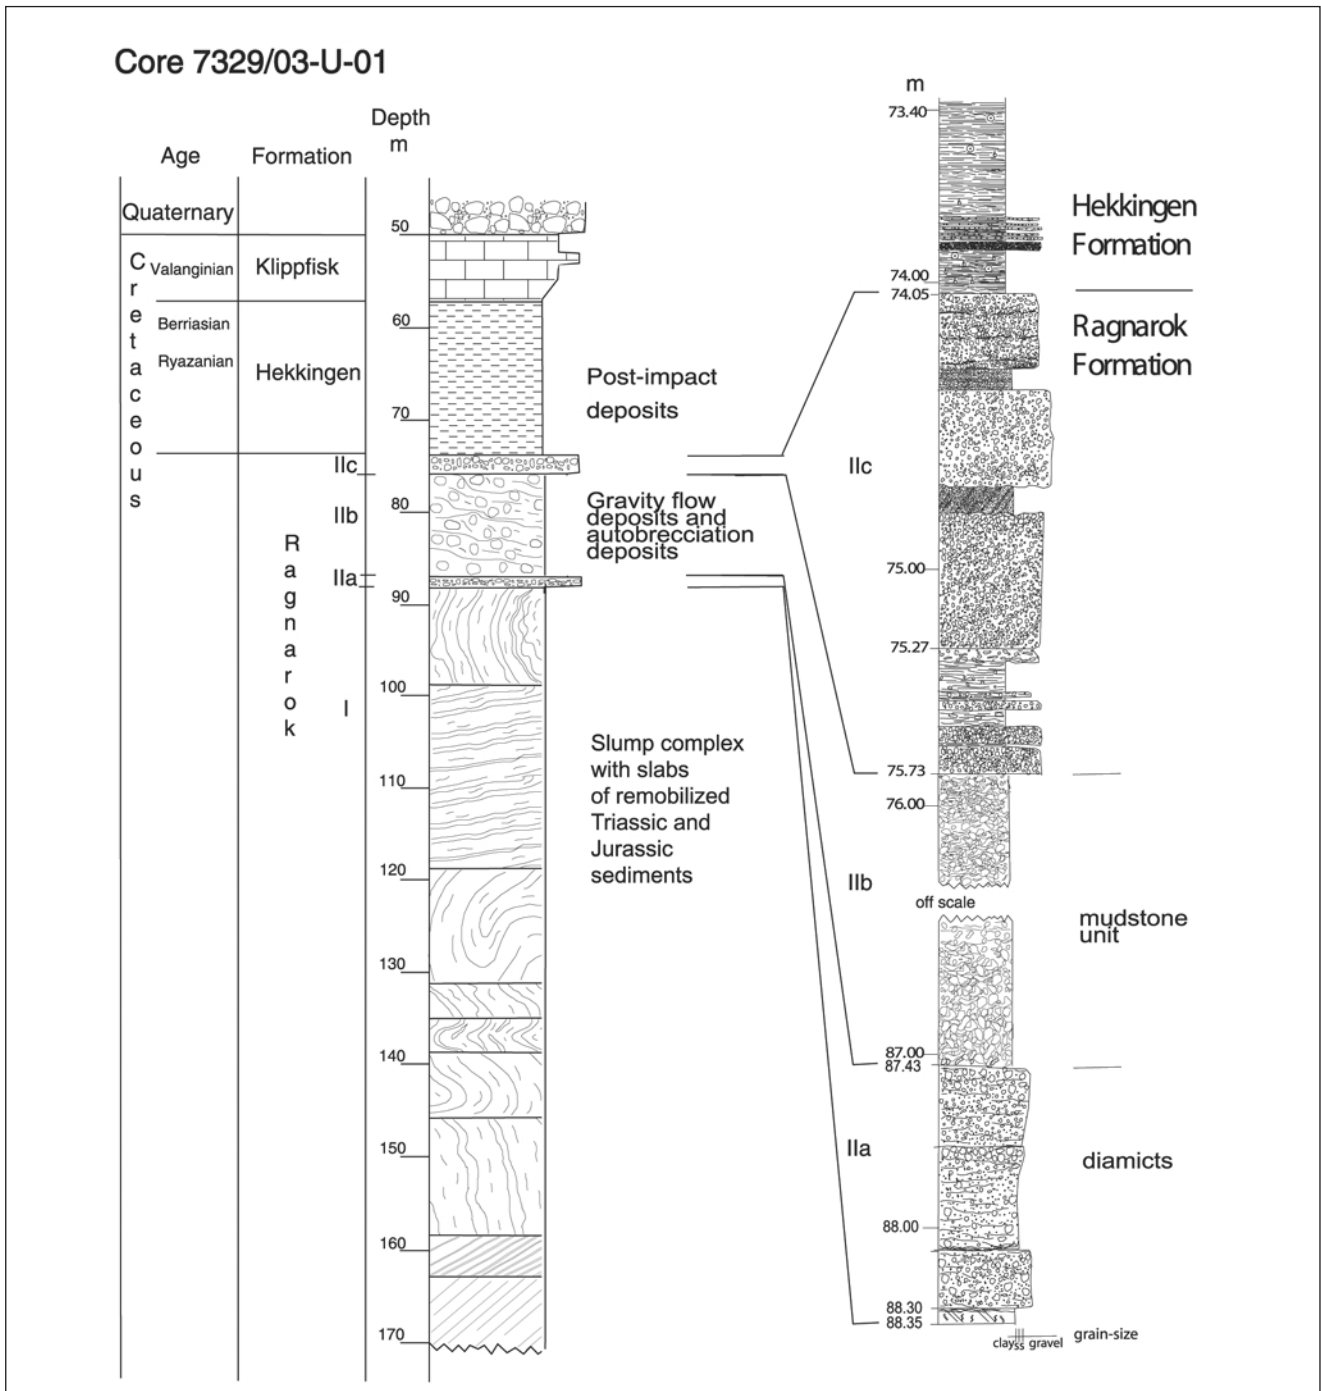 Core 7329/03-U-01
Age
Formation
Depth
m
Quaternary
Cretaceous
Valanginian
Klippfisk
Berriasian
Ryazanian
Hekkingen
IIc
IIb
IIa
Ragnarok
I
50
60
70
80
90
100
110
120
130
140
150
160
170
Post-impact
deposits
Gravity flow
deposits and
autobrecciation
deposits
Slump complex
with slabs
of remobilized
Triassic and
Jurassic
sediments
m
73.40
74.00
74.05
75.00
75.27
75.73
76.00
off scale
87.00
87.43
88.00
88.30
88.35
IIc
IIb
IIa
Hekkingen
Formation
Ragnarok
Formation
mudstone
unit
diamicts
clay ss gravel
grain-size